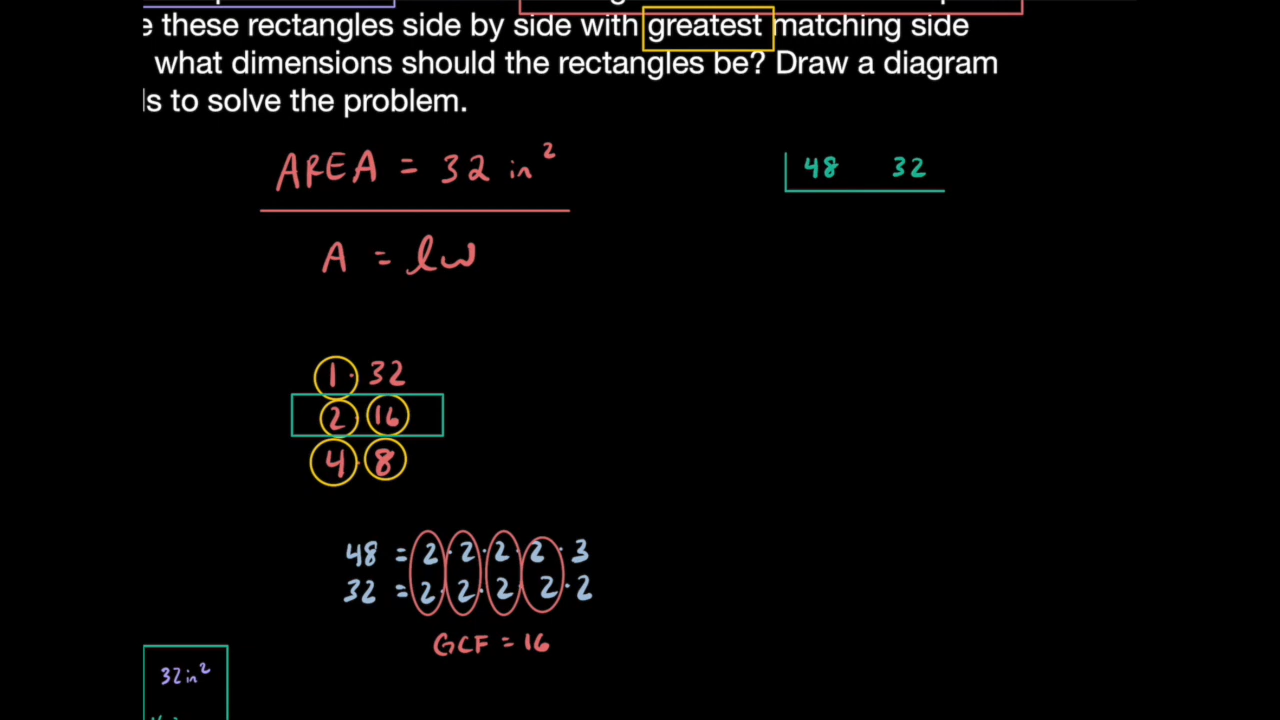 these rectangles side by side with greatest matching side
what dimensions should the rectangles be? Draw a diagram
ls to solve the problem.
AREA = 32 in²
48 32
A = lw
1 · 32
2 · 16
4 · 8
48 = 2 · 2 · 2 · 2 · 3
32 = 2 · 2 · 2 · 2 · 2
GCF = 16
32 in²